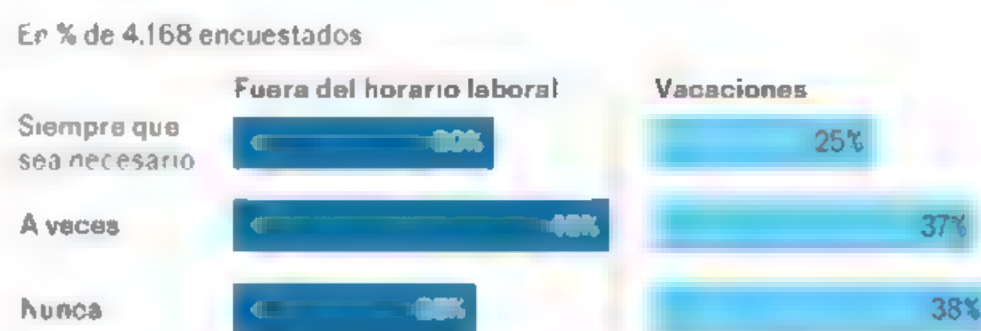 En % de 4.168 encuestados
Fuera del horario laboral
Vacaciones
Siempre que
sea necesario
25%
A veces
37%
Nunca
38%